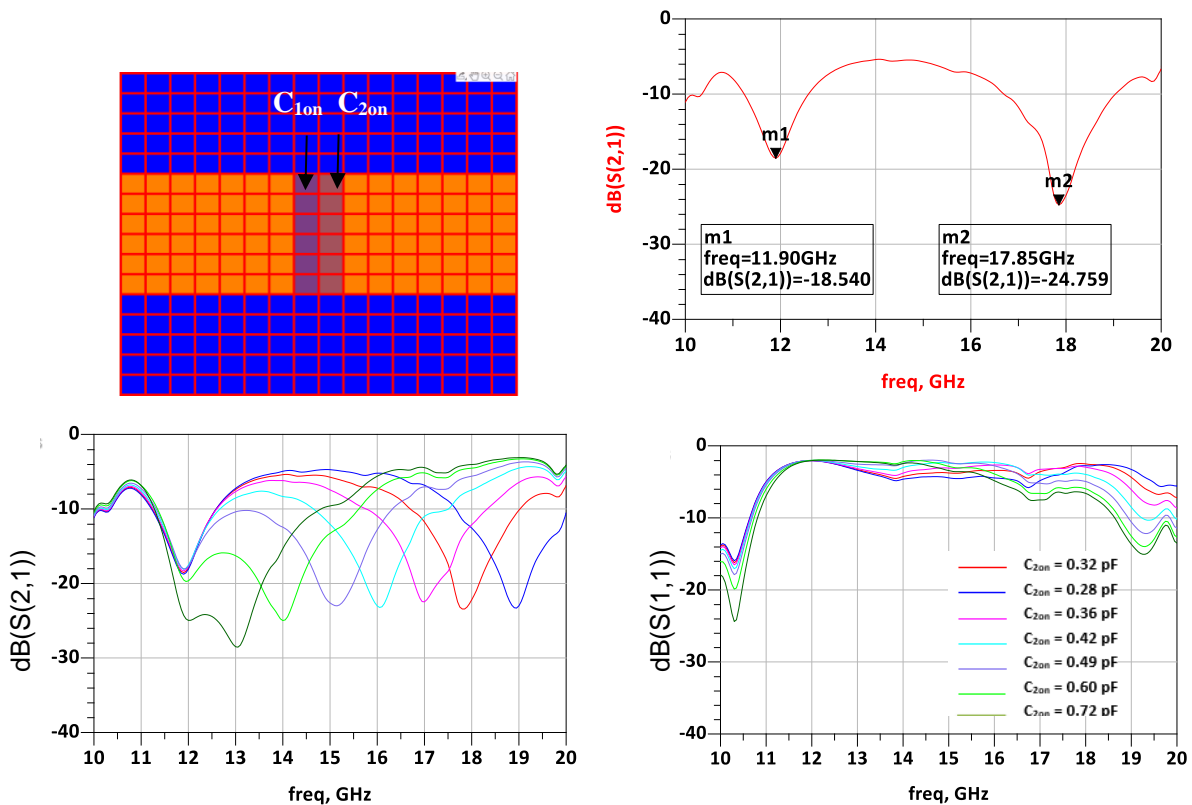 C1on C2on
0
-10
-20
-30
-40
dB(S(2,1))
m1
m2
m1
freq=11.90GHz
dB(S(2,1))=-18.540
m2
freq=17.85GHz
dB(S(2,1))=-24.759
10 12 14 16 18 20
freq, GHz
0
-10
-20
-30
-40
dB(S(2,1))
10 11 12 13 14 15 16 17 18 19 20
freq, GHz
0
-10
-20
-30
-40
dB(S(1,1))
C2on = 0.32 pF
C2on = 0.28 pF
C2on = 0.36 pF
C2on = 0.42 pF
C2on = 0.49 pF
C2on = 0.60 pF
C2on = 0.72 pF
10 11 12 13 14 15 16 17 18 19 20
freq, GHz